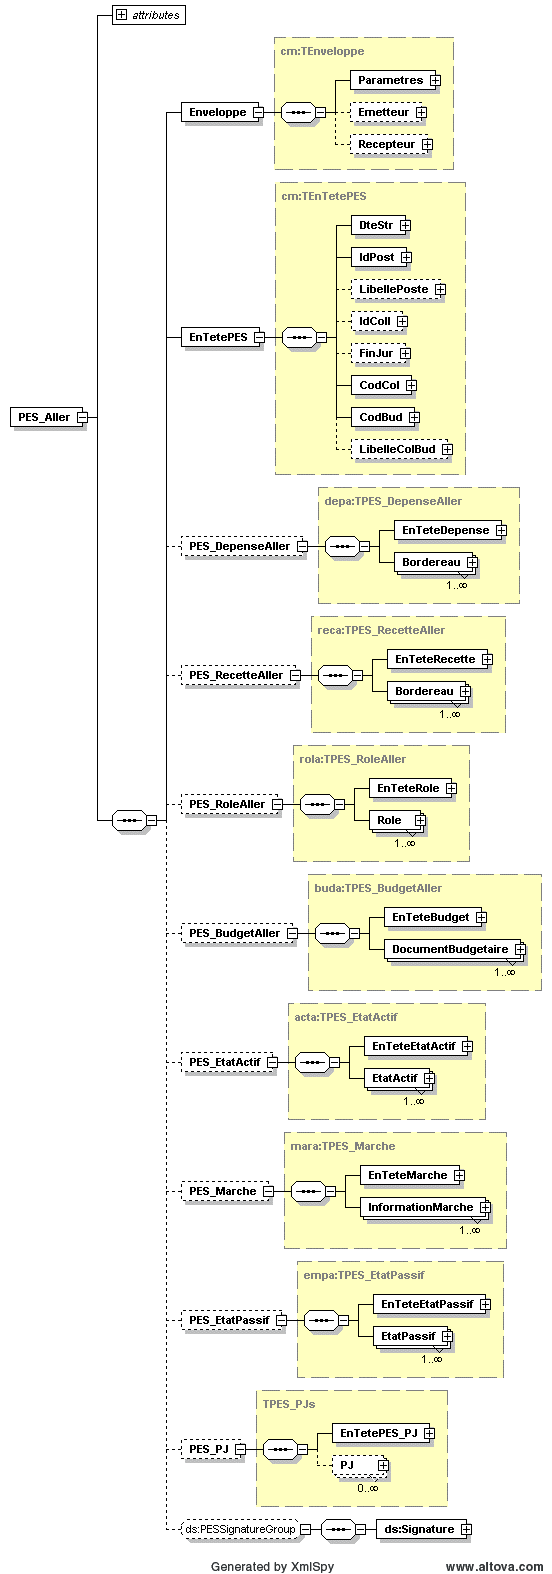 attributes
cm:TEnveloppe
Parametres
Enveloppe
Emetteur
Recepteur
cm:TEnTetePES
DteStr
IdPost
LibellePoste
IdColl
EnTetePES
FinJur
CodCol
CodBud
LibelleColBud
PES_Aller
depa:TPES_DepenseAller
EnTeteDepense
PES_DepenseAller
Bordereau
1..∞
reca:TPES_RecetteAller
EnTeteRecette
PES_RecetteAller
Bordereau
1..∞
rola:TPES_RoleAller
EnTeteRole
PES_RoleAller
Role
1..∞
buda:TPES_BudgetAller
EnTeteBudget
PES_BudgetAller
DocumentBudgetaire
1..∞
acta:TPES_EtatActif
EnTeteEtatActif
PES_EtatActif
EtatActif
1..∞
mara:TPES_Marche
EnTeteMarche
PES_Marche
InformationMarche
1..∞
empa:TPES_EtatPassif
EnTeteEtatPassif
PES_EtatPassif
EtatPassif
1..∞
TPES_PJs
EnTetePES_PJ
PES_PJ
PJ
0..∞
ds:PESSignatureGroup
ds:Signature
Generated by XmlSpy
www.altova.com